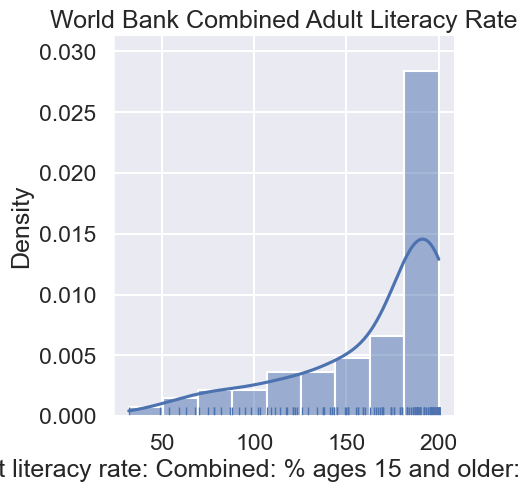 World Bank Combined Adult Literacy Rate
0.030
0.025
0.020
0.015
0.010
0.005
0.000
Density
50 100 150 200
t literacy rate: Combined: % ages 15 and older: